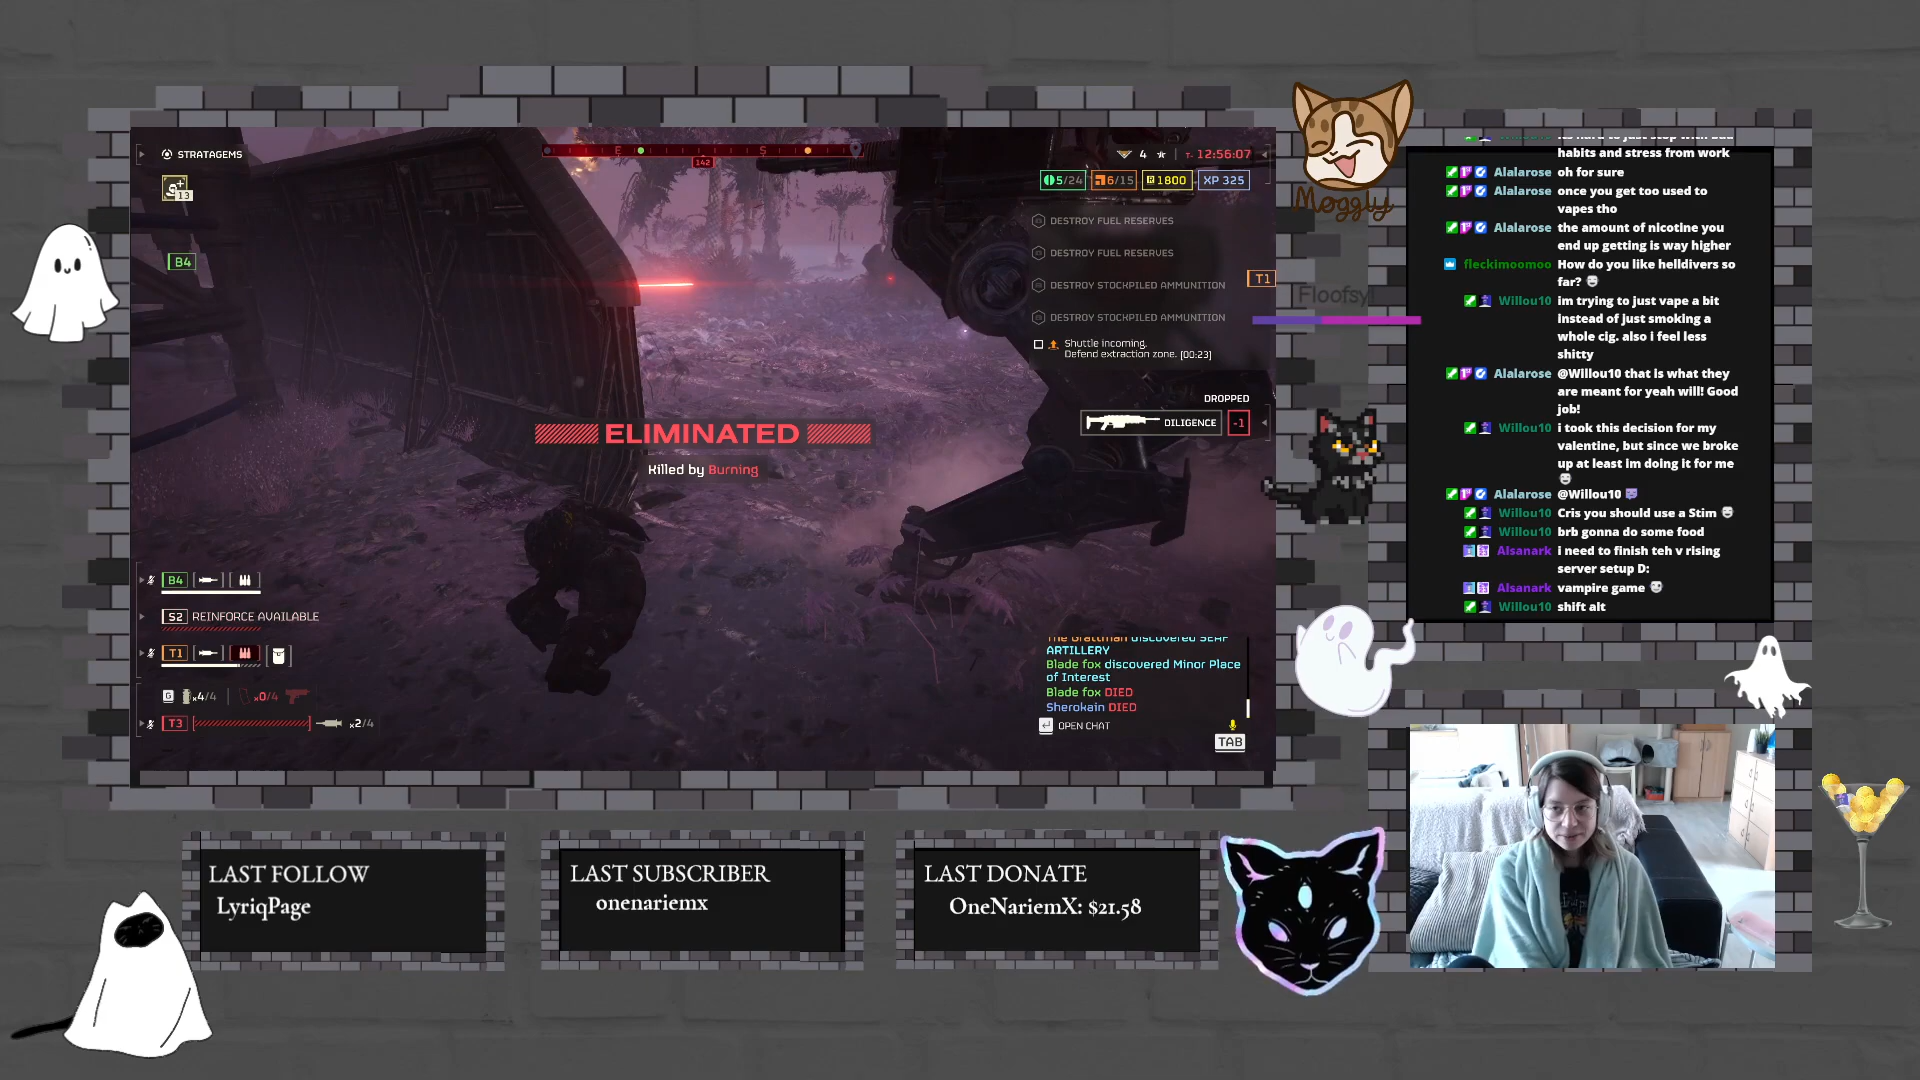 STRATAGEMS
13
B4
E
S
142
4
T- 12:56:07
5/24
6/15
1800
XP 325
DESTROY FUEL RESERVES
DESTROY FUEL RESERVES
DESTROY STOCKPILED AMMUNITION
DESTROY STOCKPILED AMMUNITION
Shuttle incoming.
Defend extraction zone. [00:23]
T1
DROPPED
DILIGENCE
-1
ELIMINATED
Killed by Burning
B4
S2 REINFORCE AVAILABLE
T1
G x4/4 x0/4
T3 x2/4
ARTILLERY
Blade fox discovered Minor Place
of Interest
Blade fox DIED
Sherokain DIED
OPEN CHAT
TAB
Moggly
Floofsy
habits and stress from work
Alalarose oh for sure
Alalarose once you get too used to
vapes tho
Alalarose the amount of nicotine you
end up getting is way higher
fleckimoomoo How do you like helldivers so
far?
Willou10 im trying to just vape a bit
instead of just smoking a
whole cig. also i feel less
shitty
Alalarose @Willou10 that is what they
are meant for yeah will! Good
job!
Willou10 i took this decision for my
valentine, but since we broke
up at least im doing it for me
Alalarose @Willou10
Willou10 Cris you should use a Stim
Willou10 brb gonna do some food
Alsanark i need to finish teh v rising
server setup D:
Alsanark vampire game
Willou10 shift alt
LAST FOLLOW
LyriqPage
LAST SUBSCRIBER
onenariemx
LAST DONATE
OneNariemX: $21.58